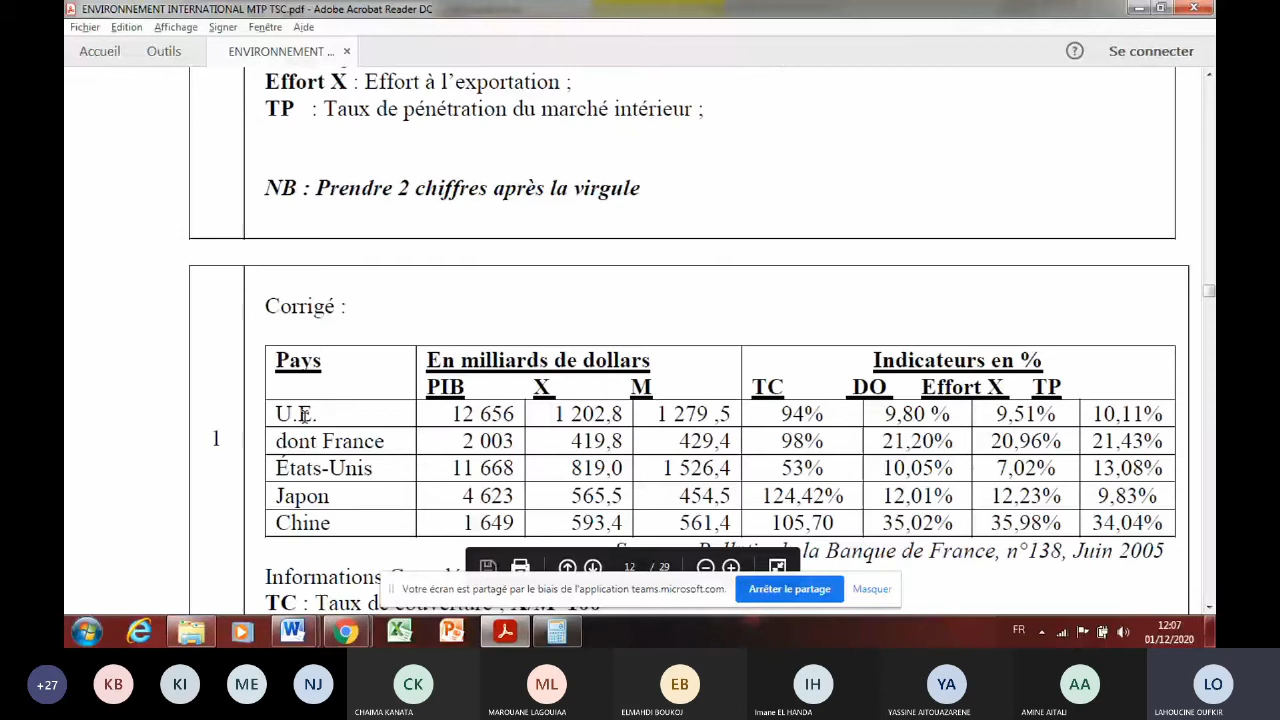 ENVIRONNEMENT INTERNATIONAL MTP TSC.pdf - Adobe Acrobat Reader DC
Fichier Edition Affichage Signer Fenêtre Aide
Accueil Outils ENVIRONNEMENT ... × ? Se connecter
Effort X : Effort à l’exportation ;
TP : Taux de pénétration du marché intérieur ;
NB : Prendre 2 chiffres après la virgule
Corrigé :
Pays En milliards de dollars Indicateurs en %
PIB X M TC DO Effort X TP
U.E. 12 656 1 202,8 1 279 ,5 94% 9,80 % 9,51% 10,11%
dont France 2 003 419,8 429,4 98% 21,20% 20,96% 21,43%
1 États-Unis 11 668 819,0 1 526,4 53% 10,05% 7,02% 13,08%
Japon 4 623 565,5 454,5 124,42% 12,01% 12,23% 9,83%
Chine 1 649 593,4 561,4 105,70 35,02% 35,98% 34,04%
la Banque de France, n°138, Juin 2005
12 / 29
Informations
Votre écran est partagé par le biais de l'application teams.microsoft.com. Arrêter le partage Masquer
TC : Taux de
FR 12:07
01/12/2020
+27 KB KI ME NJ CK ML EB IH YA AA LO
CHAIMA KANATA MAROUANE LAGOUIAA ELMAHDI BOUKOJ Imane EL HANDA YASSINE AITOUAZARENE AMINE AITALI LAHOUCINE OUFKIR